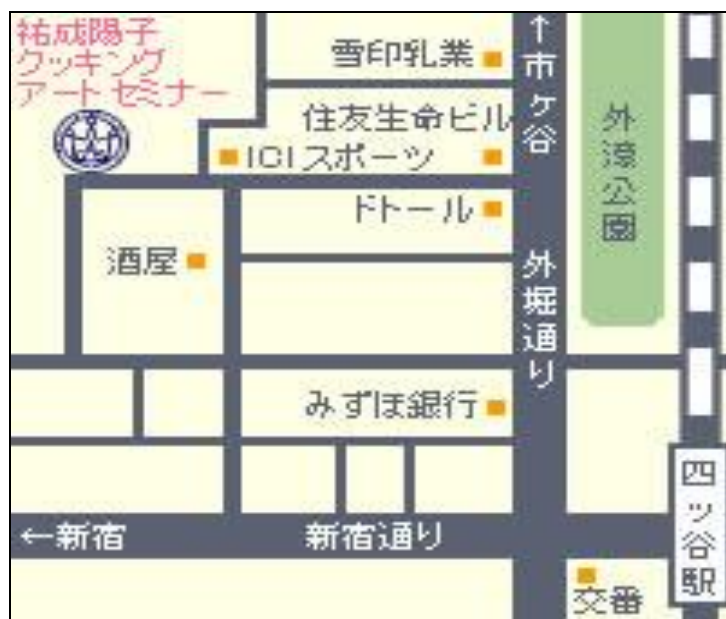 祐成陽子
クッキング
アートセミナー
雪印乳業
住友生命ビル
ICIスポーツ
ドトール
酒屋
みずほ銀行
↑市ヶ谷
外堀通り
外濠公園
←新宿
新宿通り
四ッ谷駅
交番